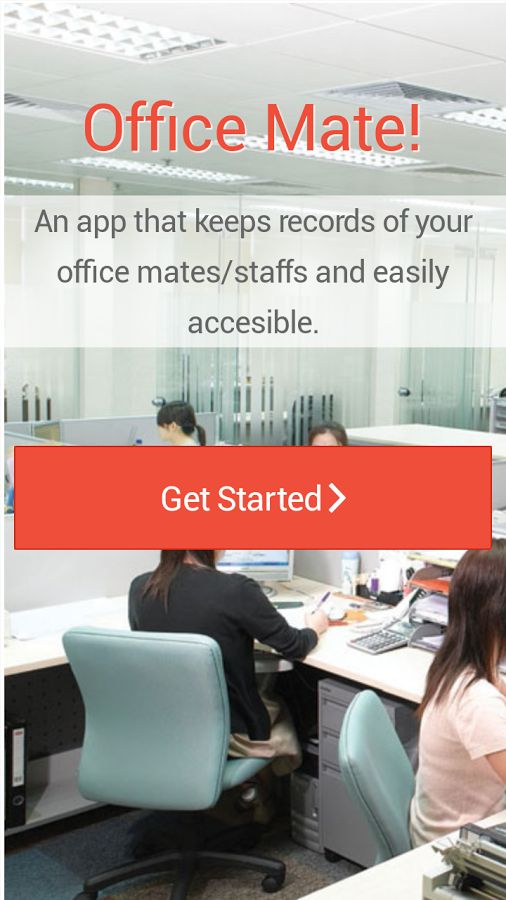 Office Mate!
An app that keeps records of your
office mates/staffs and easily
accesible.
Get Started